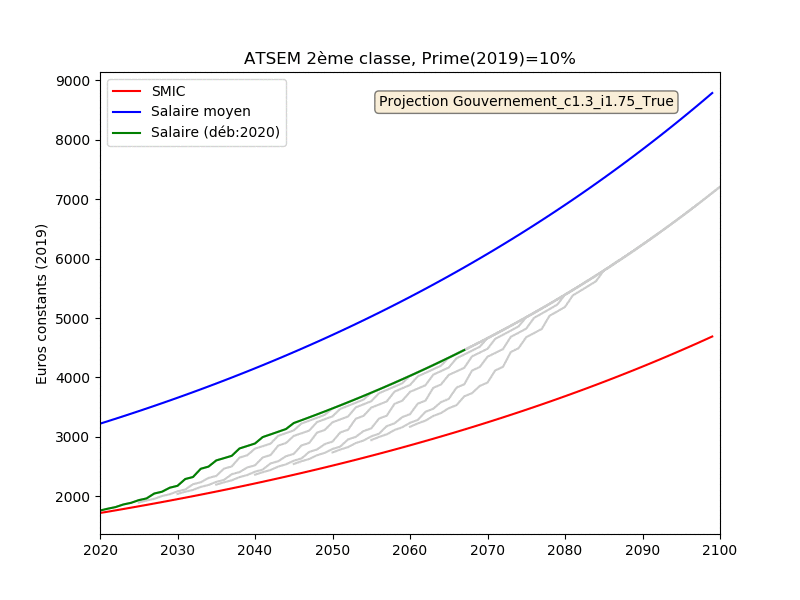 ATSEM 2ème classe, Prime(2019)=10%
SMIC
Salaire moyen
Salaire (déb:2020)
Projection Gouvernement_c1.3_i1.75_True
Euros constants (2019)
9000
8000
7000
6000
5000
4000
3000
2000
2020 2030 2040 2050 2060 2070 2080 2090 2100